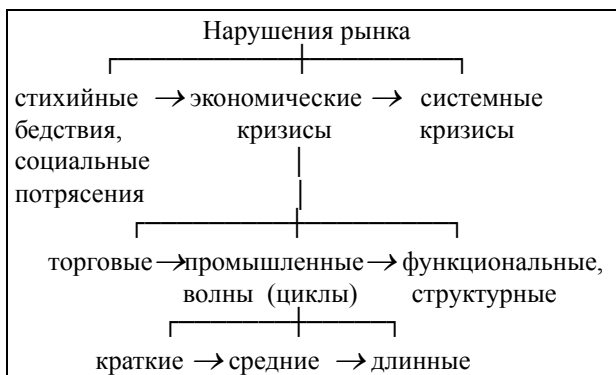 Нарушения рынка
стихийные → экономические → системные
бедствия, кризисы кризисы
социальные
потрясения
торговые → промышленные → функциональные,
волны (циклы) структурные
краткие → средние → длинные